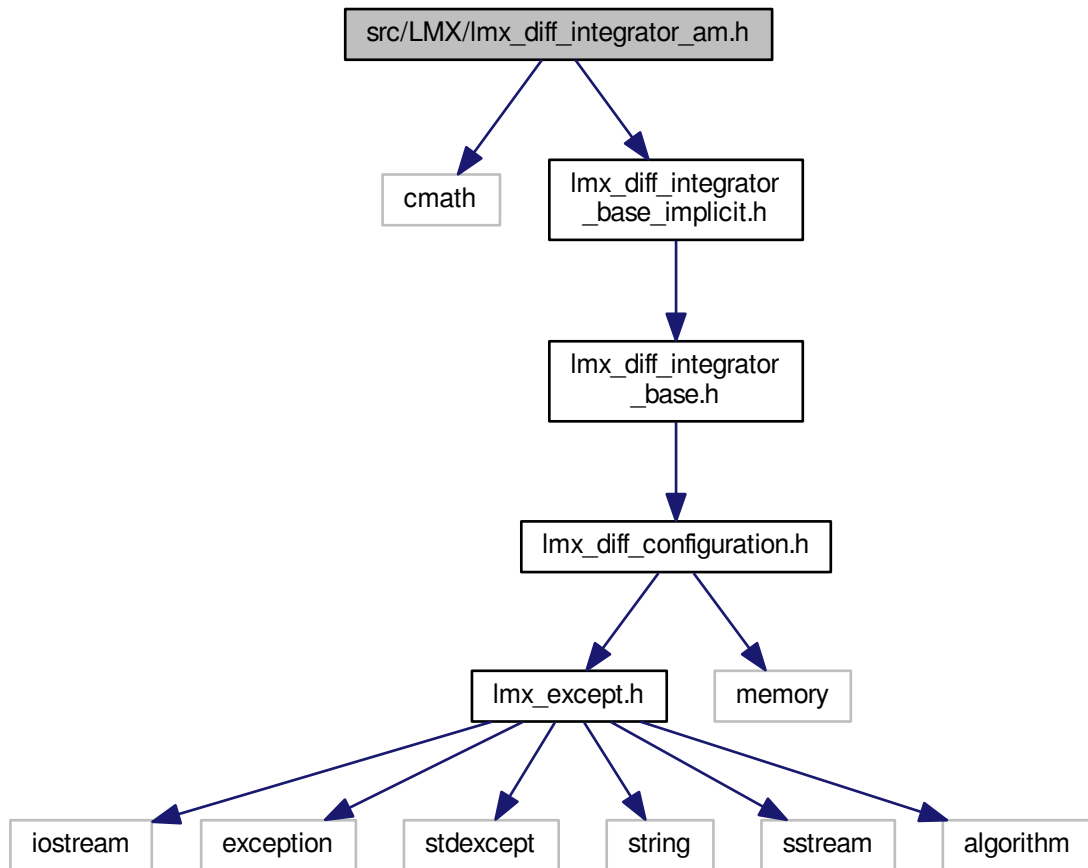 src/LMX/lmx_diff_integrator_am.h
cmath
lmx_diff_integrator
_base_implicit.h
lmx_diff_integrator
_base.h
lmx_diff_configuration.h
lmx_except.h
memory
iostream
exception
stdexcept
string
sstream
algorithm